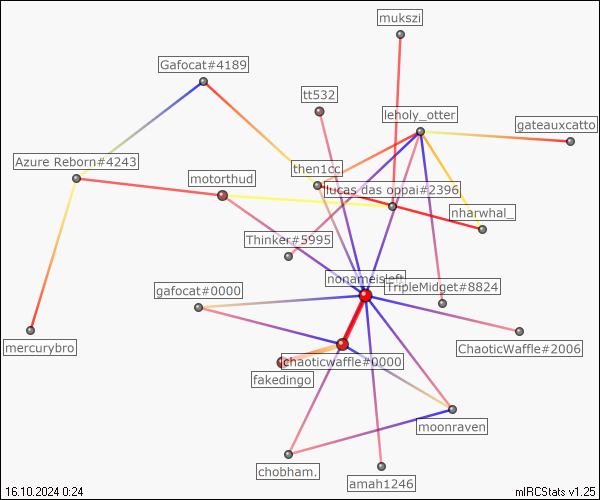 mukszi
Gafocat#4189
tt532
leholy_otter
gateauxcatto
Azure Reborn#4243
then1cc
motorthud
lucas das oppai#2396
nharwhal_
Thinker#5995
nonameisleft
TripleMidget#8824
gafocat#0000
mercurybro
ChaoticWaffle#2006
chaoticwaffle#0000
fakedingo
moonraven
chobham.
amah1246
16.10.2024 0:24
mIRCStats v1.25